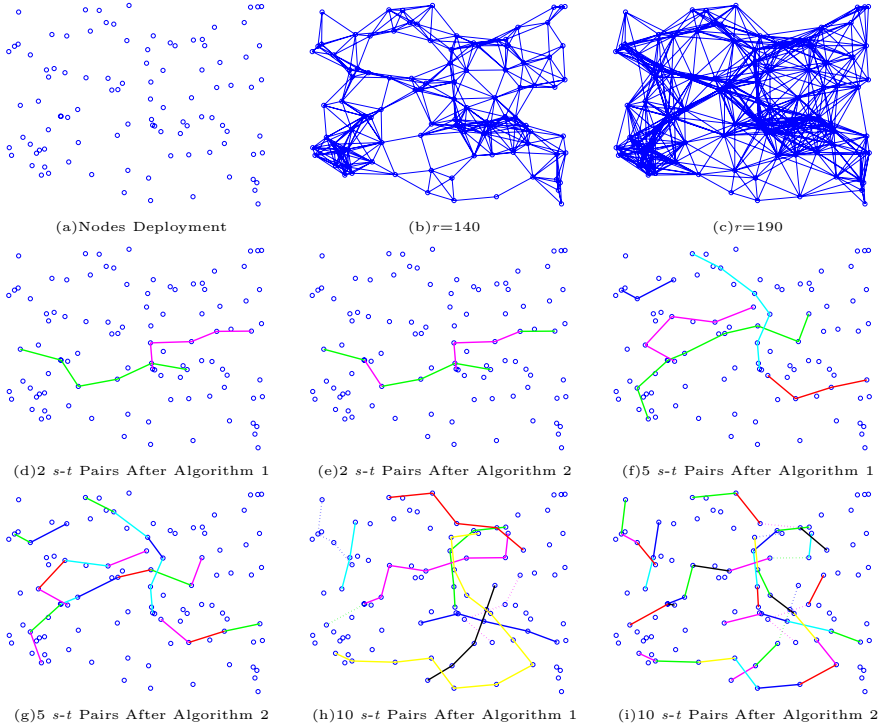 (a)Nodes Deployment
(b)r=140
(c)r=190
(d)2 s-t Pairs After Algorithm 1
(e)2 s-t Pairs After Algorithm 2
(f)5 s-t Pairs After Algorithm 1
(g)5 s-t Pairs After Algorithm 2
(h)10 s-t Pairs After Algorithm 1
(i)10 s-t Pairs After Algorithm 2